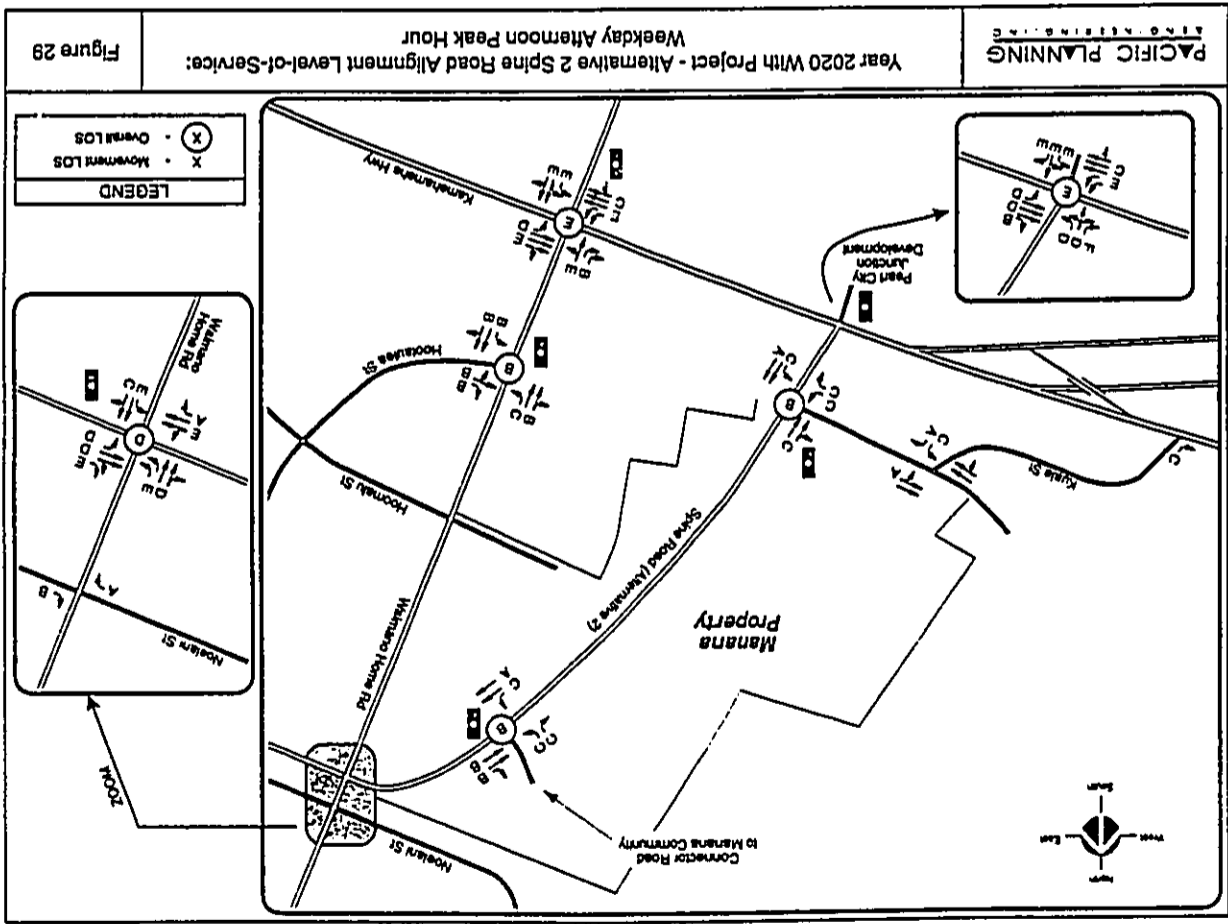 North
West
East
South
Connector Road
to Manana Community
Noelani St
ZOOM
B B
B
C C
C A
Manana
Property
Spine Road (Alternative 2)
Waimano Home Rd
Noelani St
B
A
D E
D
D D E
A E
E C
Waimano
Home Rd
Kuala St
C
A
C A
C
B
C C
C A
Hoomalu St
Hoolaulea St
B C
B
B B
B B
Pearl City
Junction
Development
B E
E
D E
E E
Kamehameha Hwy
F D D
E
D D B
D E
E E E
LEGEND
X - Movement LOS
X - Overall LOS
PACIFIC PLANNING
Year 2020 With Project - Alternative 2 Spine Road Alignment Level-of-Service:
Weekday Afternoon Peak Hour
Figure 29